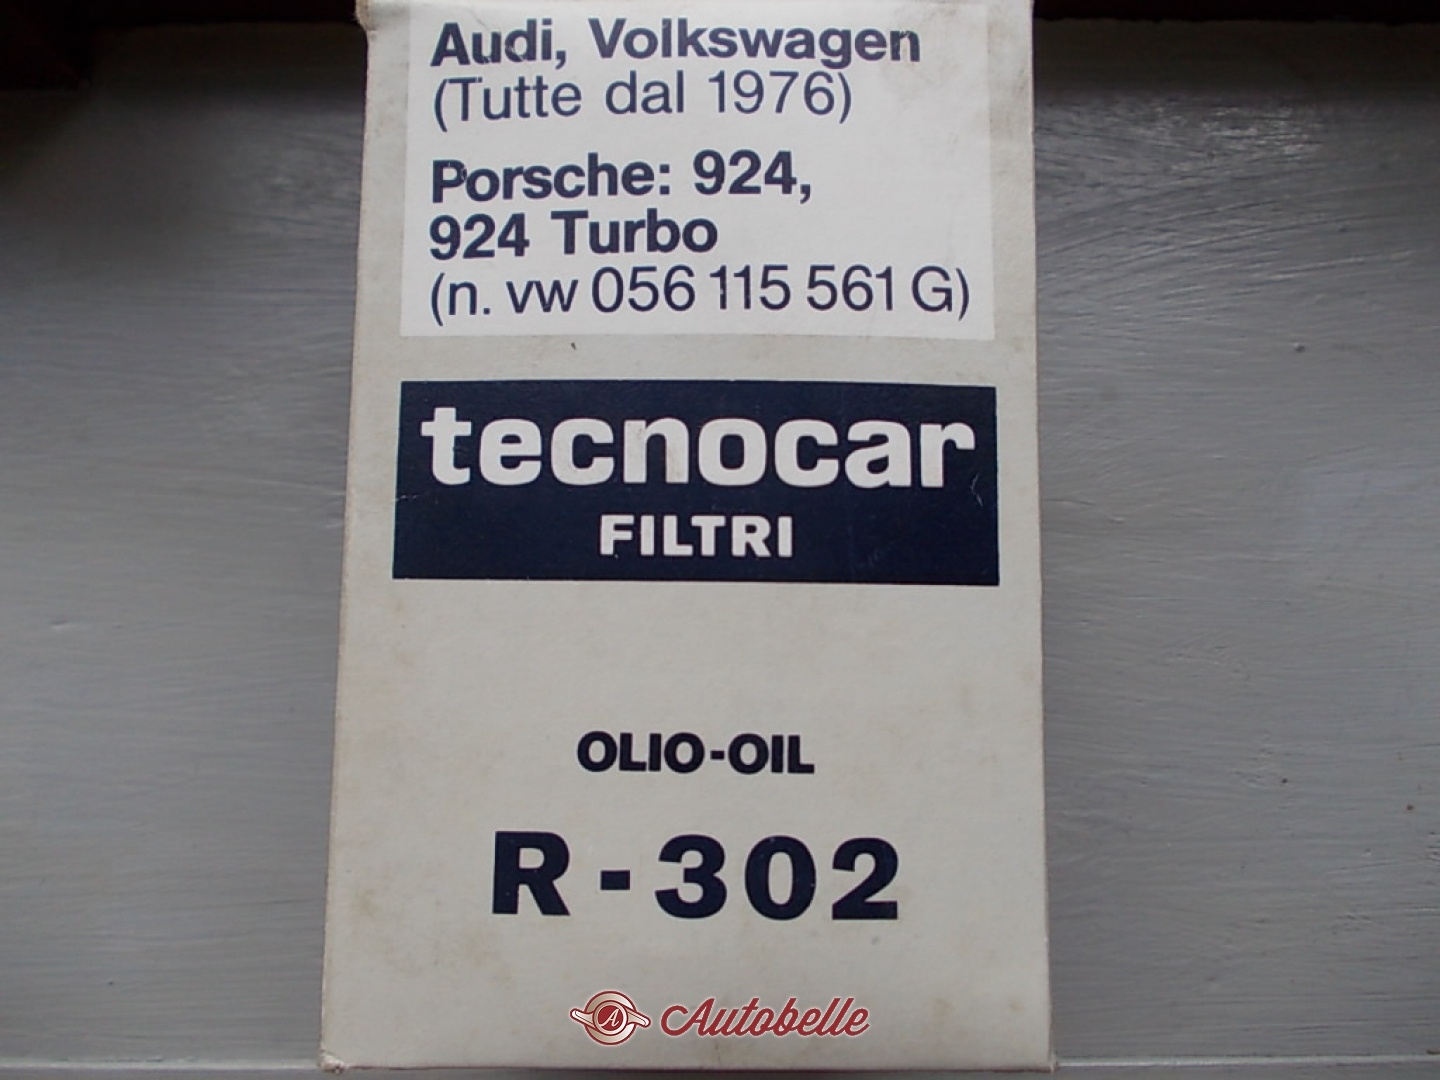 Audi, Volkswagen
(Tutte dal 1976)
Porsche: 924,
924 Turbo
(n. vw 056 115 561 G)
tecnocar
FILTRI
OLIO-OIL
R-302
A Autobelle